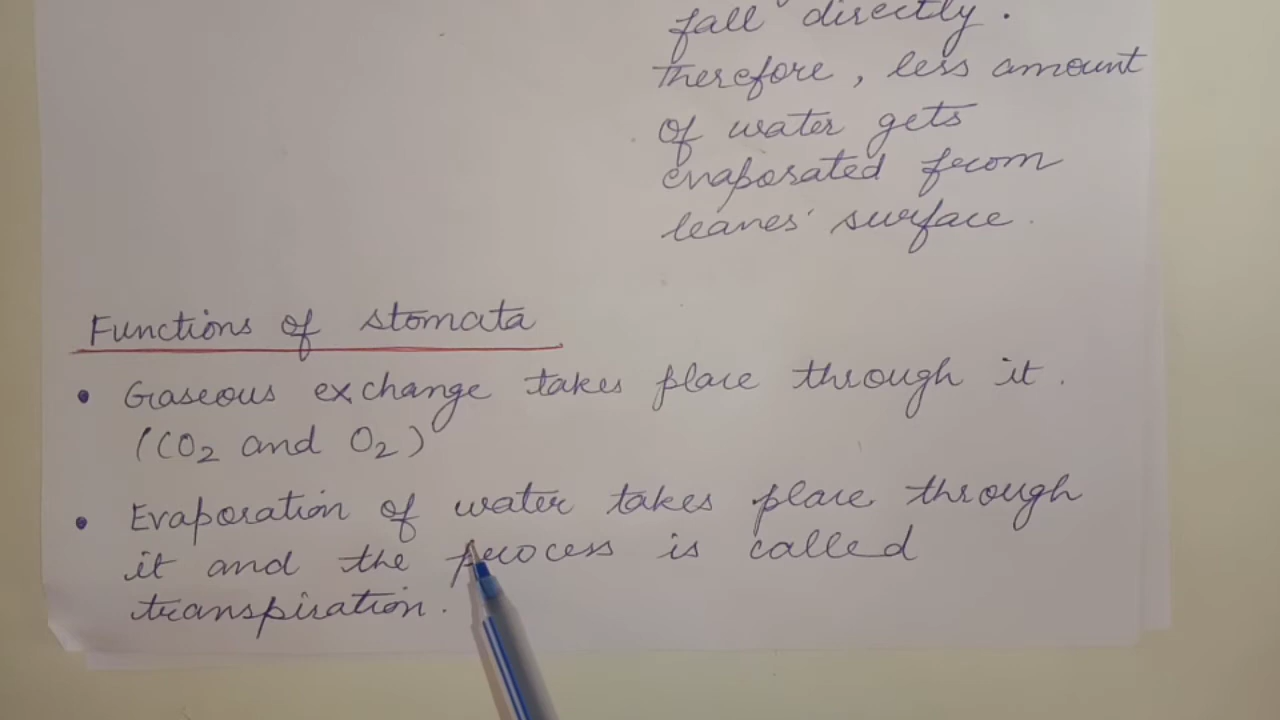 fall directly.
Therefore, less amount
of water gets
evaporated from
leaves' surface.
Functions of stomata
• Gaseous exchange takes place through it.
(CO₂ and O₂)
• Evaporation of water takes place through
it and the process is called
transpiration.